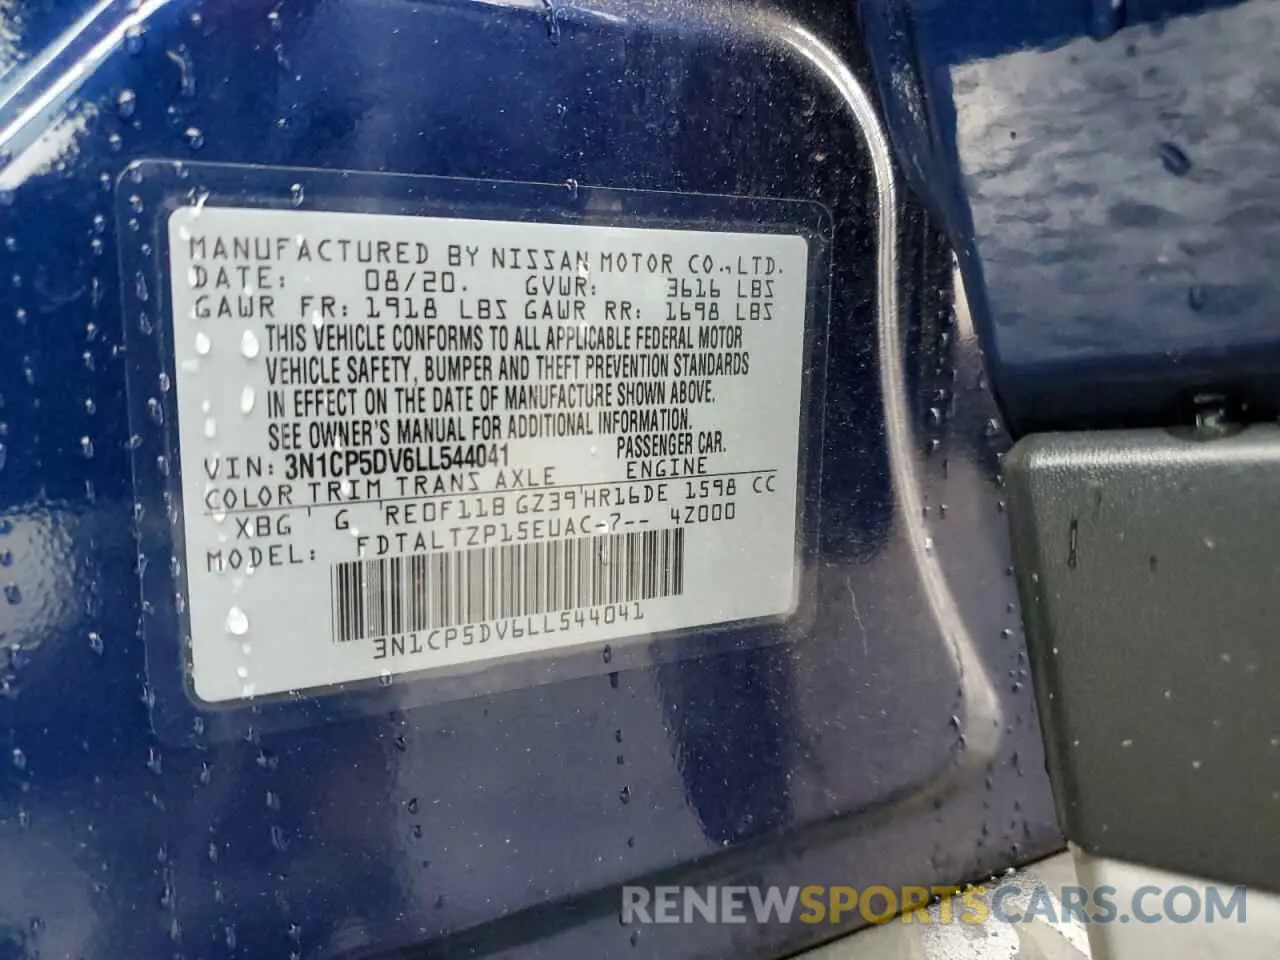 MANUFACTURED BY NISSAN MOTOR CO., LTD.
DATE: 08/20. GVWR: 3616 LBS
GAWR FR: 1918 LBS GAWR RR: 1698 LBS
THIS VEHICLE CONFORMS TO ALL APPLICABLE FEDERAL MOTOR
VEHICLE SAFETY, BUMPER AND THEFT PREVENTION STANDARDS
IN EFFECT ON THE DATE OF MANUFACTURE SHOWN ABOVE.
SEE OWNER'S MANUAL FOR ADDITIONAL INFORMATION.
VIN: 3N1CP5DV6LL544041 PASSENGER CAR.
COLOR TRIM TRANS AXLE ENGINE
XBG G RE0F11B GZ39 HR16DE 1598 CC
MODEL: FDTALTZP15EUAC-7-- 4Z000
3N1CP5DV6LL544041
RENEWSPORTSCARS.COM